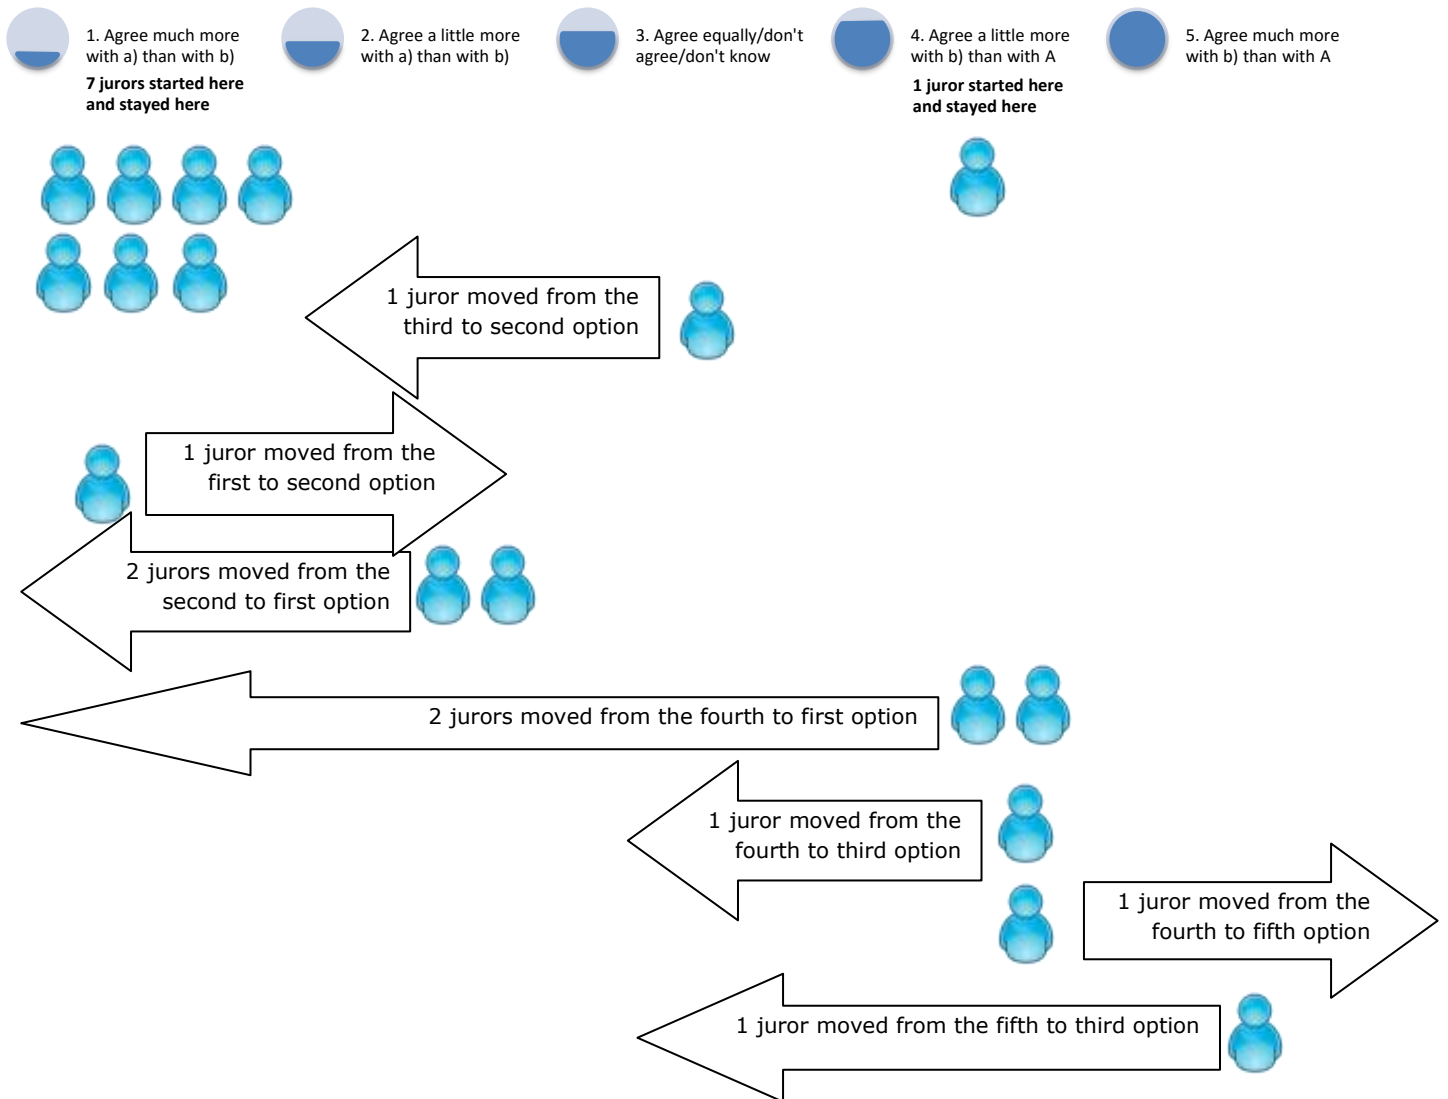 1. Agree much more
with a) than with b)
7 jurors started here
and stayed here
2. Agree a little more
with a) than with b)
3. Agree equally/don't
agree/don't know
4. Agree a little more
with b) than with A
1 juror started here
and stayed here
5. Agree much more
with b) than with A
1 juror moved from the
third to second option
1 juror moved from the
first to second option
2 jurors moved from the
second to first option
2 jurors moved from the fourth to first option
1 juror moved from the
fourth to third option
1 juror moved from the
fourth to fifth option
1 juror moved from the fifth to third option